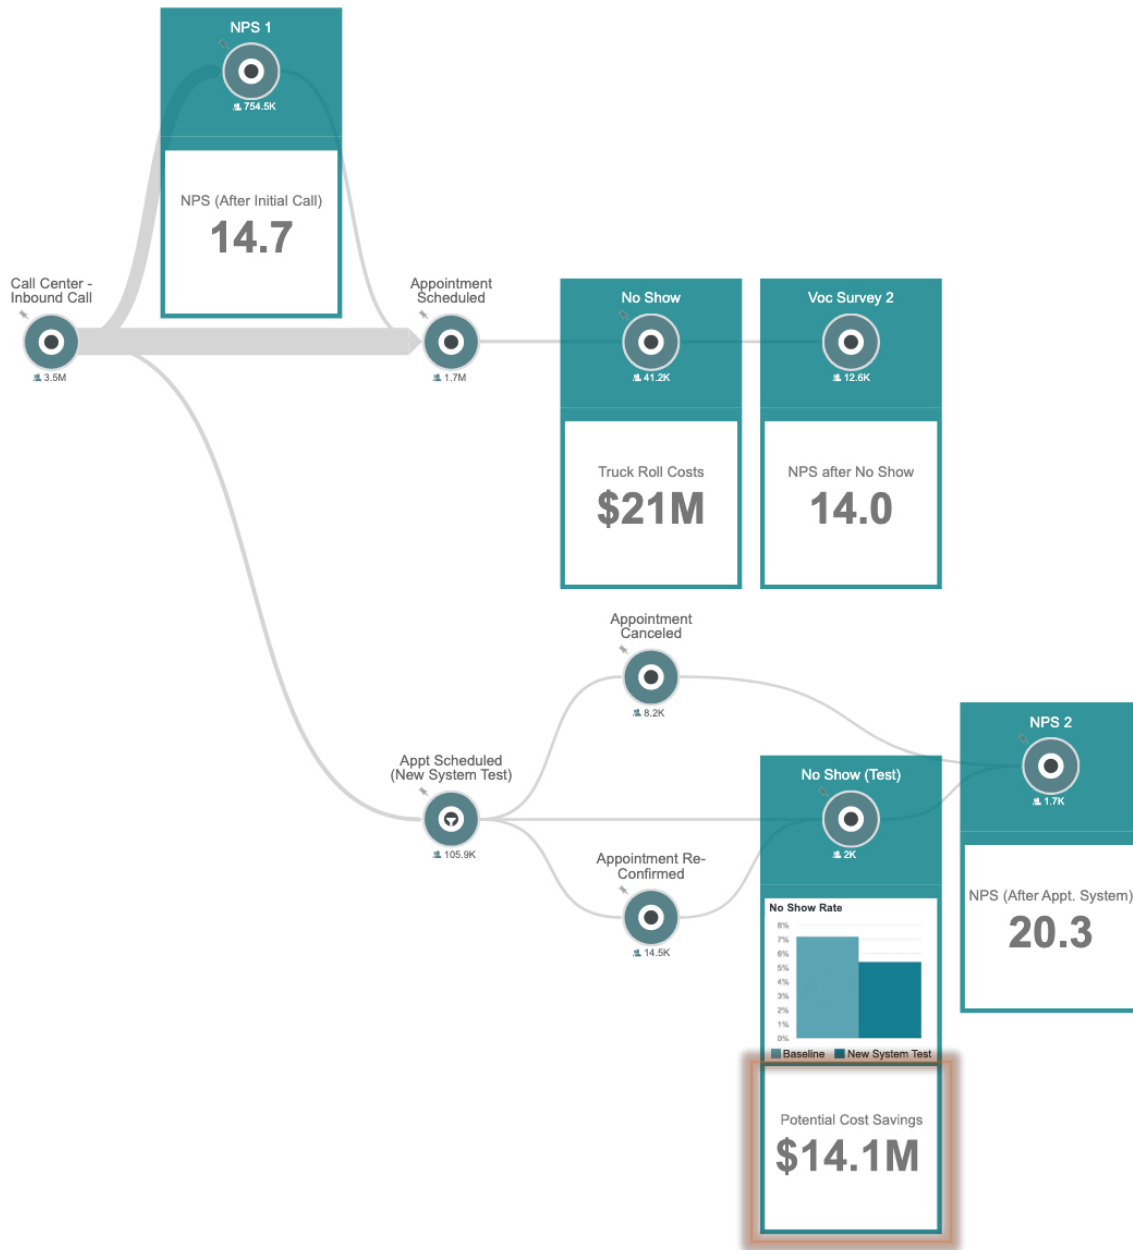 NPS 1
754.5K
NPS (After Initial Call)
14.7
Call Center -
Inbound Call
3.5M
Appointment
Scheduled
1.7M
No Show
41.2K
Truck Roll Costs
$21M
Voc Survey 2
12.6K
NPS after No Show
14.0
Appointment
Canceled
8.2K
Appt Scheduled
(New System Test)
105.9K
Appointment Re-
Confirmed
14.5K
No Show (Test)
2K
No Show Rate
8%
7%
6%
5%
4%
3%
2%
1%
0%
Baseline
New System Test
Potential Cost Savings
$14.1M
NPS 2
1.7K
NPS (After Appt. System)
20.3